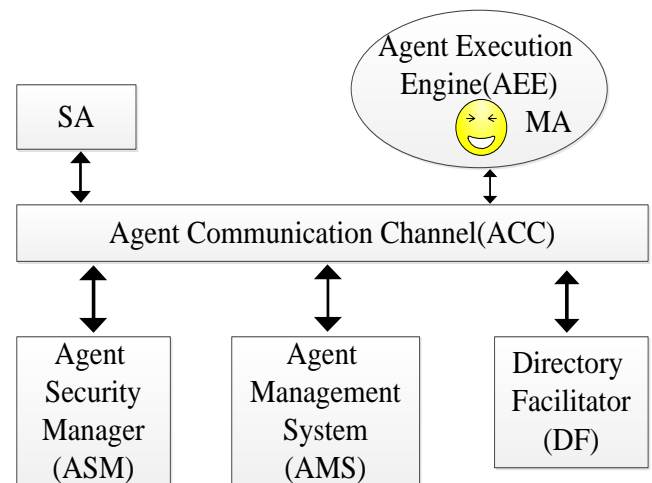 Agent Execution
Engine(AEE)
MA
SA
Agent Communication Channel(ACC)
Agent
Security
Manager
(ASM)
Agent
Management
System
(AMS)
Directory
Facilitator
(DF)